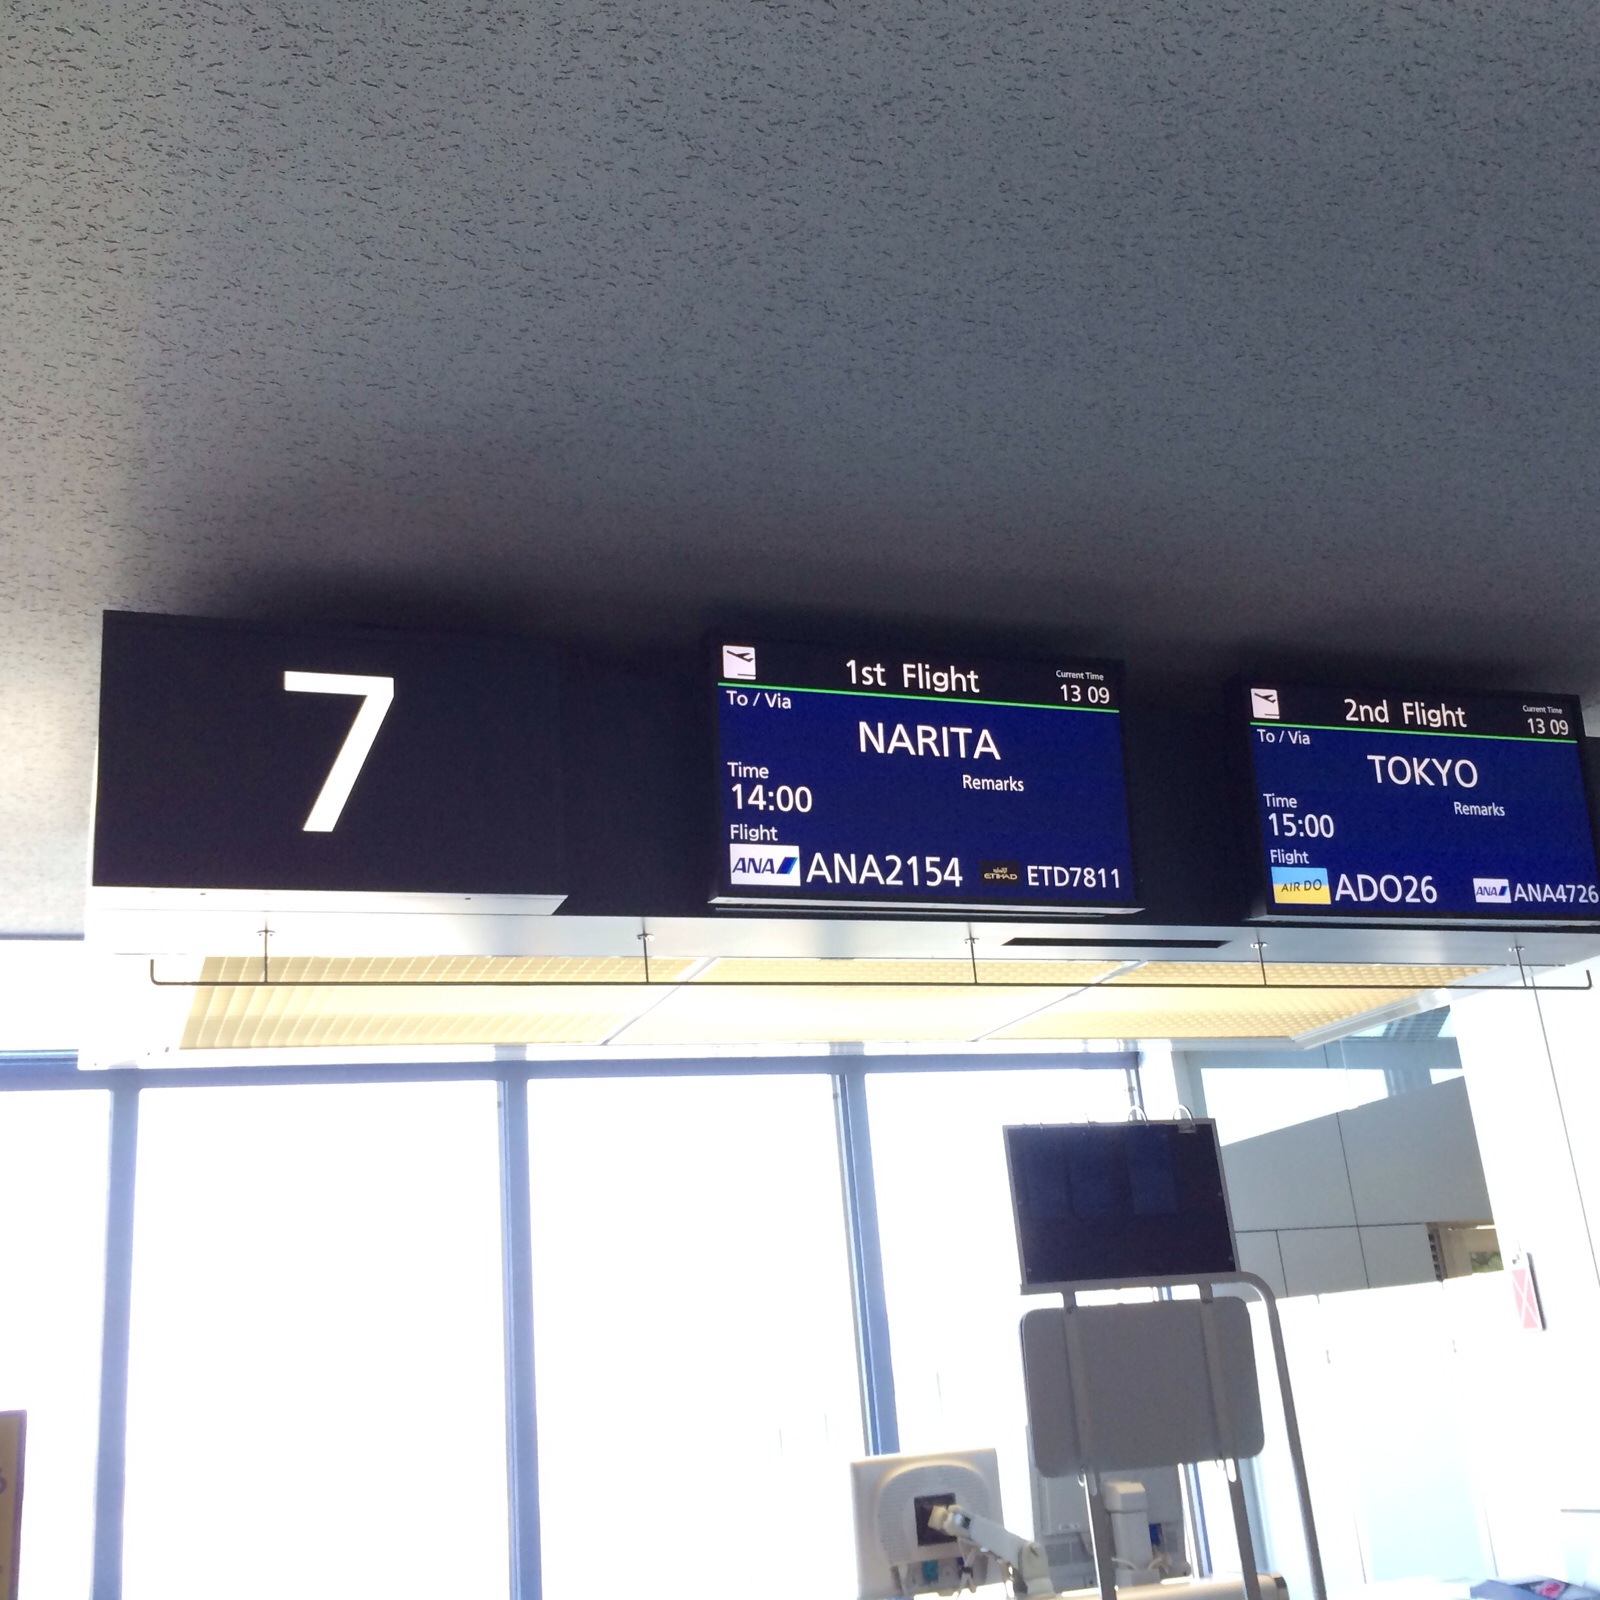 7
1st Flight
Current Time
13 09
To / Via
NARITA
Time
Remarks
14:00
Flight
ANA ANA2154 ETIHAD ETD7811
2nd Flight
Current Time
13 09
To / Via
TOKYO
Time
Remarks
15:00
Flight
AIR DO ADO26 ANA ANA4726